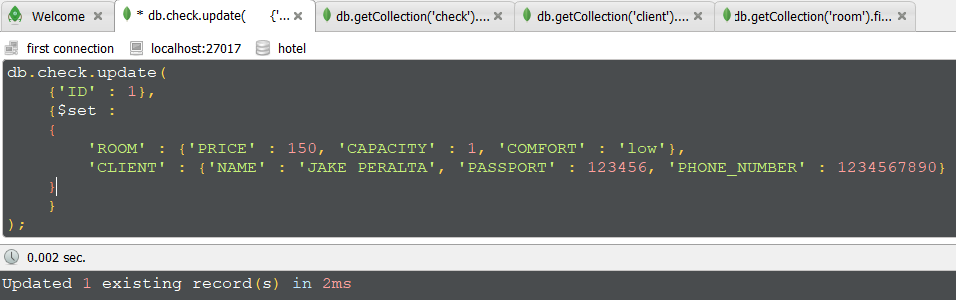 Welcome
* db.check.update( {'...
db.getCollection('check')....
db.getCollection('client')....
db.getCollection('room').fi...
first connection localhost:27017 hotel
db.check.update(
{'ID' : 1},
{$set :
{
'ROOM' : {'PRICE' : 150, 'CAPACITY' : 1, 'COMFORT' : 'low'},
'CLIENT' : {'NAME' : 'JAKE PERALTA', 'PASSPORT' : 123456, 'PHONE_NUMBER' : 1234567890}
}
}
);
0.002 sec.
Updated 1 existing record(s) in 2ms